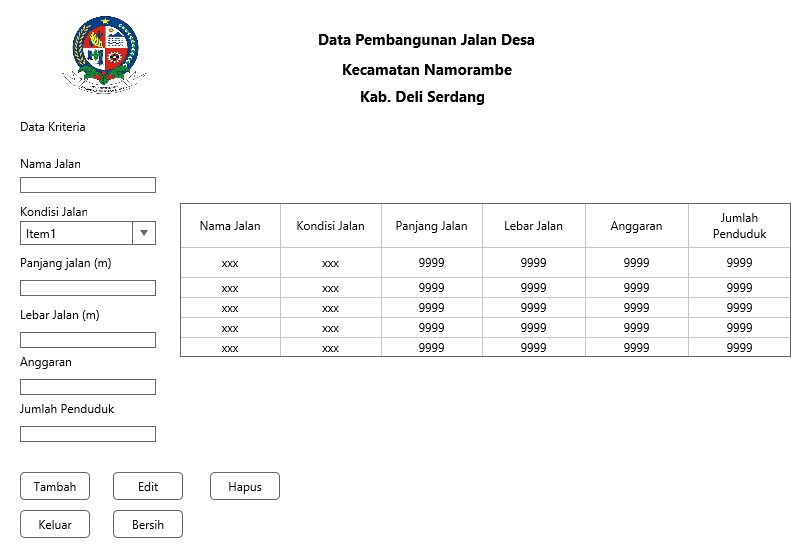 Data Pembangunan Jalan Desa
Kecamatan Namorambe
Kab. Deli Serdang
Data Kriteria
Nama Jalan
Kondisi Jalan
Item1
Panjang jalan (m)
Lebar Jalan (m)
Anggaran
Jumlah Penduduk
Nama Jalan Kondisi Jalan Panjang Jalan Lebar Jalan Anggaran Jumlah Penduduk
xxx xxx 9999 9999 9999 9999
xxx xxx 9999 9999 9999 9999
xxx xxx 9999 9999 9999 9999
xxx xxx 9999 9999 9999 9999
xxx xxx 9999 9999 9999 9999
Tambah Edit Hapus
Keluar Bersih